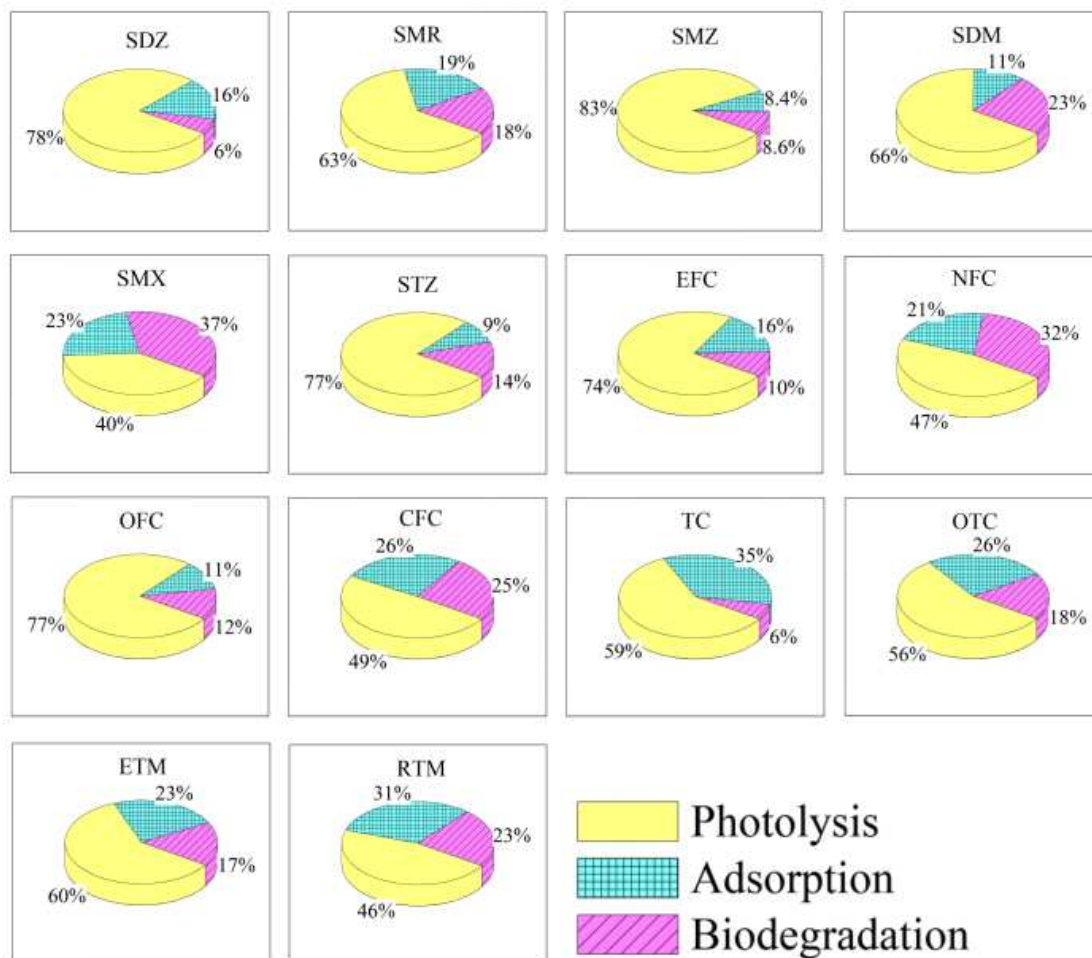 SDZ
16%
78%
6%
SMR
19%
18%
63%
SMZ
83%
8.4%
8.6%
SDM
11%
23%
66%
SMX
23%
37%
40%
STZ
9%
77%
14%
EFC
16%
74%
10%
NFC
21%
32%
47%
OFC
11%
77%
12%
CFC
26%
25%
49%
TC
35%
6%
59%
OTC
26%
18%
56%
ETM
23%
17%
60%
RTM
31%
23%
46%
Photolysis
Adsorption
Biodegradation